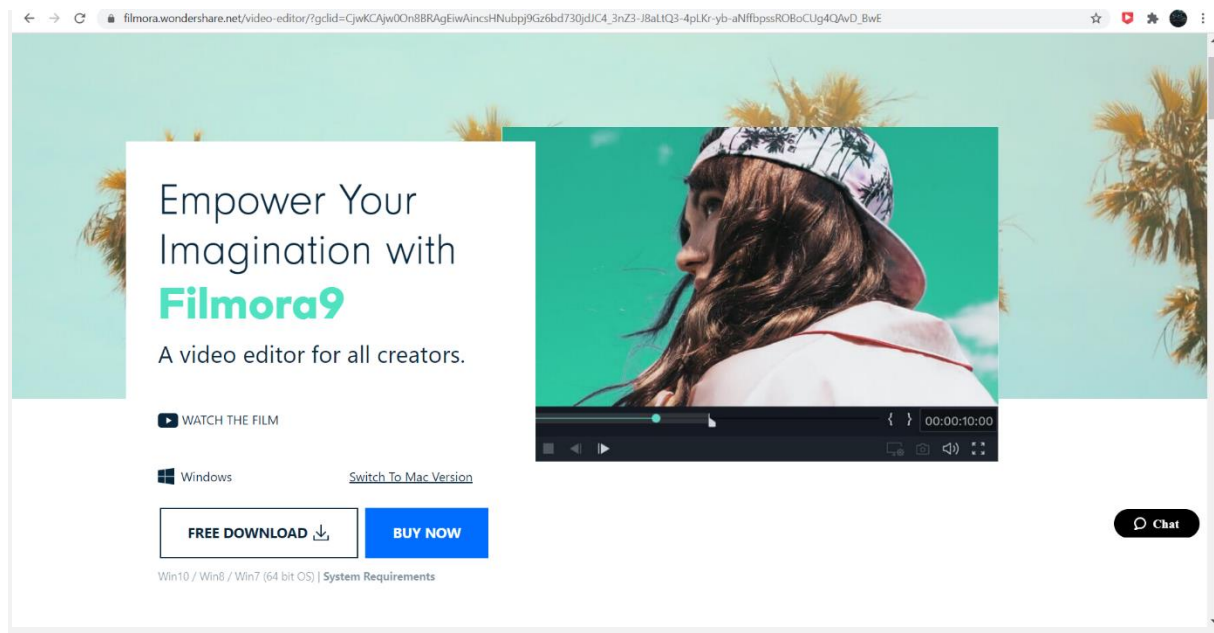 filmora.wondershare.net/video-editor/?gclid=CjwKCAjw0On8BRAgEiwAincsHNubpj9Gz6bd730jdJC4_3nZ3-J8aLtQ3-4pLKr-yb-aNffbpssROBoCUg4QAvD_BwE
Empower Your
Imagination with
Filmora9
A video editor for all creators.
WATCH THE FILM
00:00:10:00
Windows Switch To Mac Version
FREE DOWNLOAD BUY NOW
Chat
Win10 / Win8 / Win7 (64 bit OS) | System Requirements